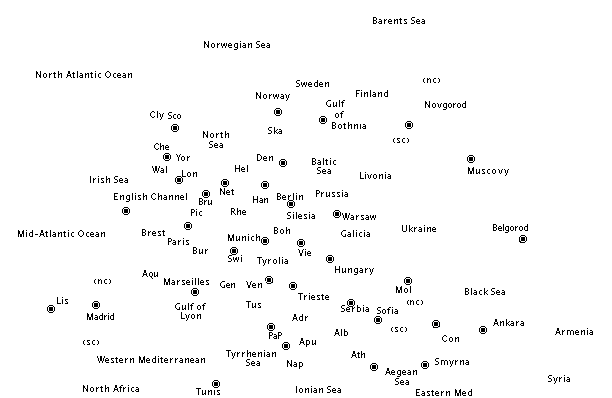 Barents Sea
Norwegian Sea
North Atlantic Ocean
Sweden
(nc)
Norway
Finland
Gulf
of
Bothnia
Novgorod
Cly Sco
Ska
North
Sea
(sc)
Che
Yor
Den
Baltic
Sea
Wal
Lon
Hel
Livonia
Muscovy
Irish Sea
English Channel
Net
Bru
Han
Berlin
Prussia
Pic
Rhe
Silesia
Warsaw
Mid-Atlantic Ocean
Brest
Paris
Munich
Boh
Galicia
Ukraine
Belgorod
Bur
Swi
Vie
Tyrolia
Hungary
Aqu
(nc)
Marseilles
Gen
Ven
Trieste
Mol
Black Sea
Lis
Madrid
Gulf of
Lyon
Tus
Adr
Serbia
Sofia
(nc)
(sc)
Ankara
Armenia
(sc)
PaP
Apu
Alb
Con
Western Mediterranean
Tyrrhenian
Sea
Nap
Ath
Aegean
Sea
Smyrna
Syria
North Africa
Tunis
Ionian Sea
Eastern Med